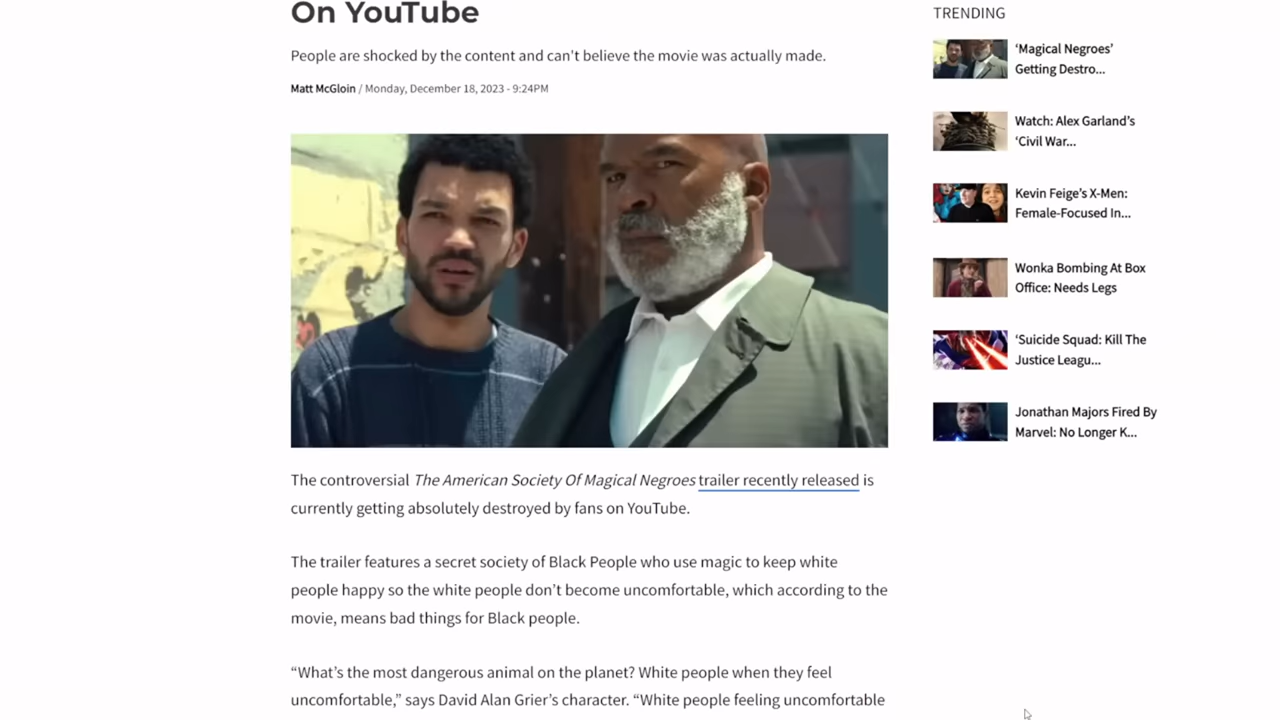 On YouTube
People are shocked by the content and can't believe the movie was actually made.
Matt McGloin / Monday, December 18, 2023 - 9:24PM
The controversial The American Society Of Magical Negroes trailer recently released is
currently getting absolutely destroyed by fans on YouTube.
The trailer features a secret society of Black People who use magic to keep white
people happy so the white people don’t become uncomfortable, which according to the
movie, means bad things for Black people.
“What’s the most dangerous animal on the planet? White people when they feel
uncomfortable,” says David Alan Grier’s character. “White people feeling uncomfortable
TRENDING
‘Magical Negroes’
Getting Destro...
Watch: Alex Garland’s
‘Civil War...
Kevin Feige’s X-Men:
Female-Focused In...
Wonka Bombing At Box
Office: Needs Legs
‘Suicide Squad: Kill The
Justice Leagu...
Jonathan Majors Fired By
Marvel: No Longer K...